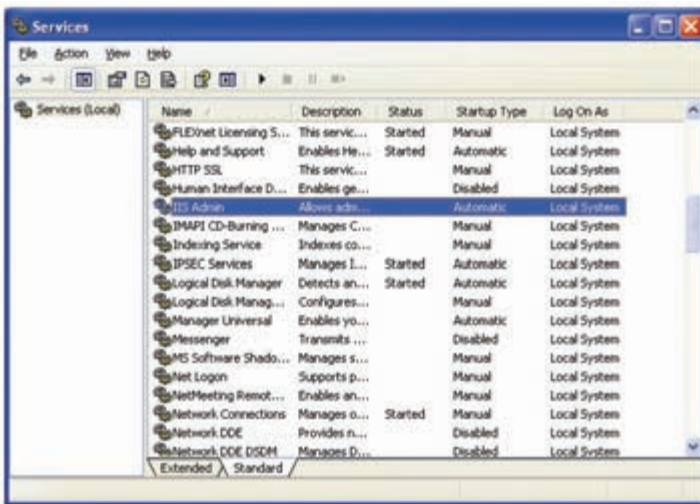 Services
File Action View Help
Services (Local)
Name Description Status Startup Type Log On As
FLEXnet Licensing S... This servic... Started Manual Local System
Help and Support Enables He... Started Automatic Local System
HTTP SSL This servic... Manual Local System
Human Interface D... Enables ge... Disabled Local System
IIS Admin Allows adm... Automatic Local System
IMAPI CD-Burning ... Manages C... Manual Local System
Indexing Service Indexes co... Manual Local System
IPSEC Services Manages I... Started Automatic Local System
Logical Disk Manager Detects an... Started Automatic Local System
Logical Disk Manag... Configures... Manual Local System
Manager Universal Enables yo... Automatic Local System
Messenger Transmits ... Disabled Local System
MS Software Shado... Manages s... Manual Local System
Net Logon Supports p... Manual Local System
NetMeeting Remot... Enables an... Manual Local System
Network Connections Manages o... Started Manual Local System
Network DDE Provides n... Disabled Local System
Network DDE DSDM Manages D... Disabled Local System
Extended Standard